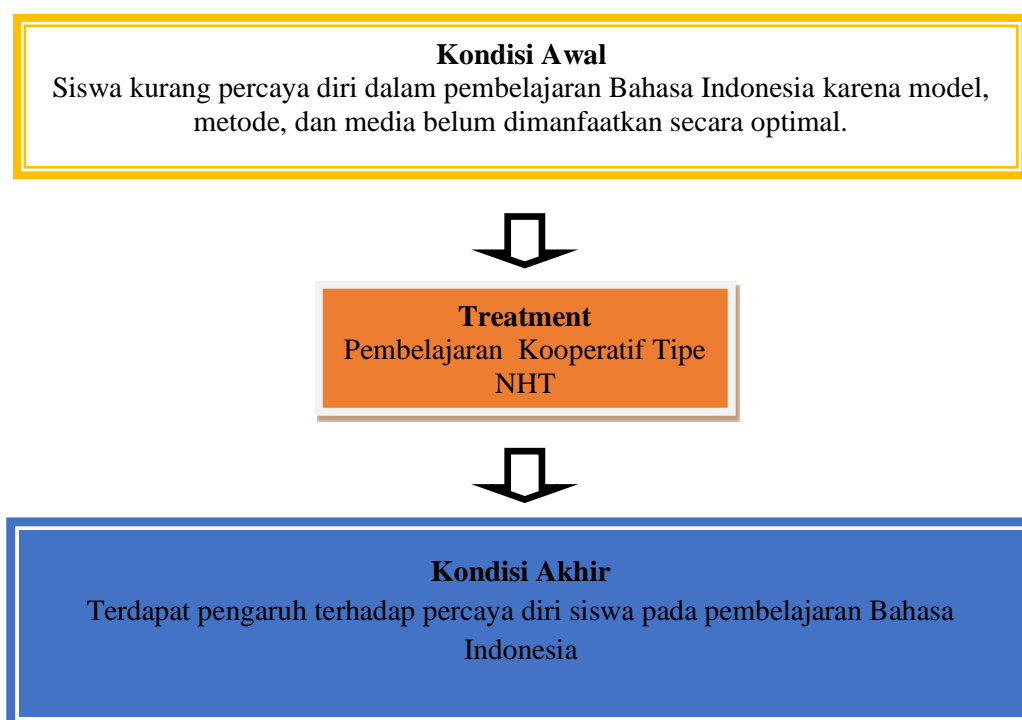 Kondisi Awal
Siswa kurang percaya diri dalam pembelajaran Bahasa Indonesia karena model,
metode, dan media belum dimanfaatkan secara optimal.
Treatment
Pembelajaran Kooperatif Tipe
NHT
Kondisi Akhir
Terdapat pengaruh terhadap percaya diri siswa pada pembelajaran Bahasa
Indonesia